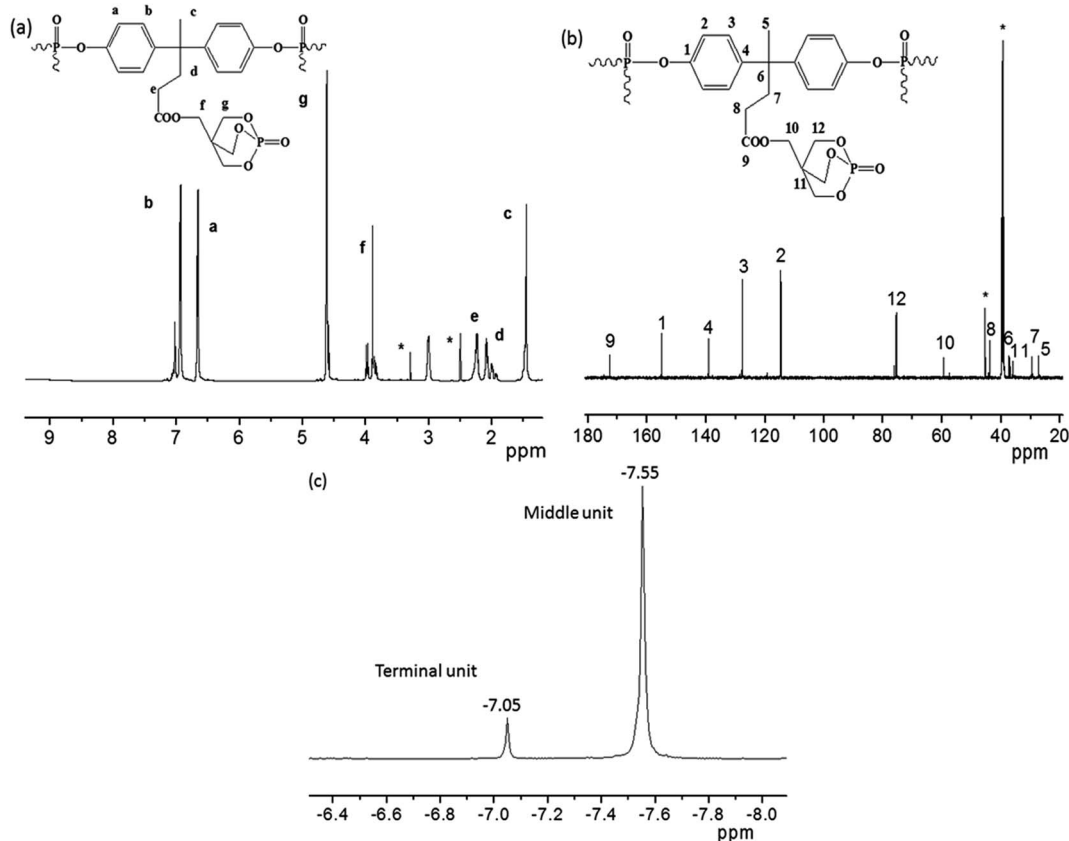 (a)
a b c
O O
P O O P
d
e
f g
COO
O O
P O
O
g
b
a
f
c
e
d
* *
9 8 7 6 5 4 3 2
ppm
(b)
2 3 5
O O
P O 1 4 O P
6
7
8
10 12
COO
9
O O
P O
11 O
*
2
3
12
*
1
4
9
10
8
6
11
7
5
180 160 140 120 100 80 60 40 20
ppm
(c)
-7.55
Middle unit
Terminal unit
-7.05
-6.4 -6.6 -6.8 -7.0 -7.2 -7.4 -7.6 -7.8 -8.0
ppm